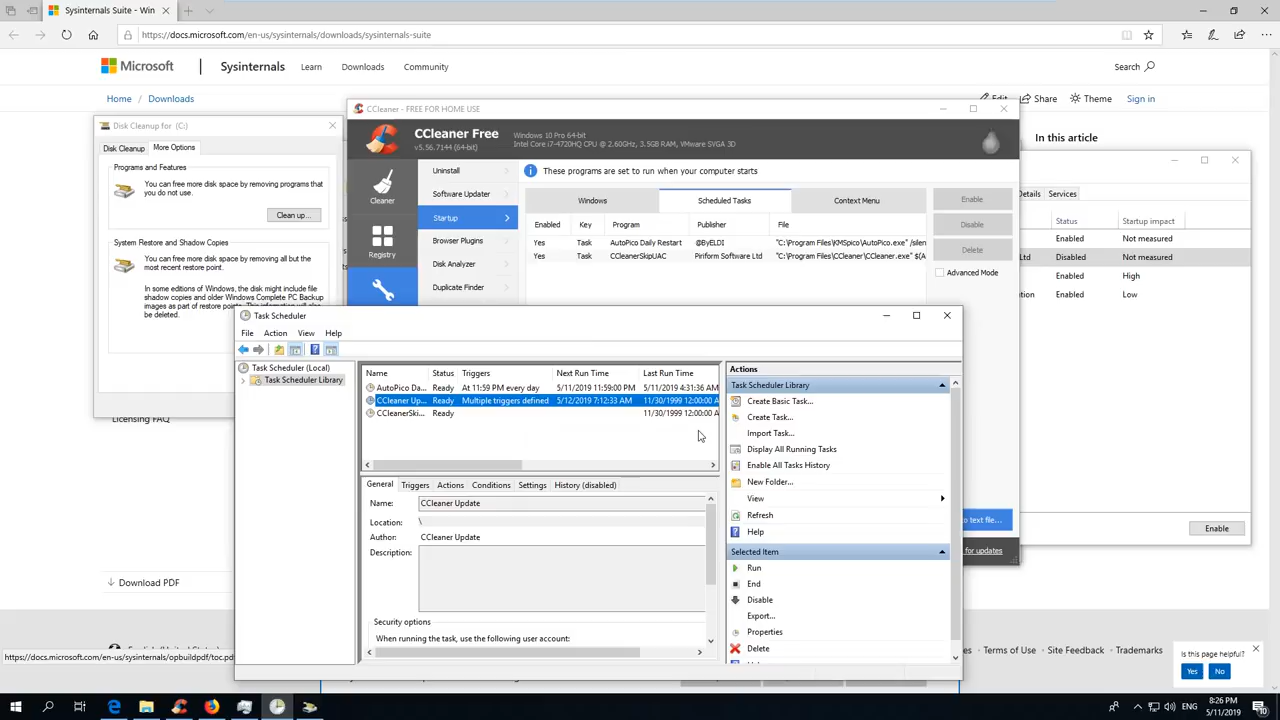 Sysinternals Suite - Win
https://docs.microsoft.com/en-us/sysinternals/downloads/sysinternals-suite
Microsoft
Sysinternals
Learn
Downloads
Community
Search
Home
Downloads
Edit
Share
Theme
Sign in
In this article
Disk Cleanup for (C:)
Disk Cleanup
More Options
Programs and Features
You can free more disk space by removing programs that
you do not use.
Clean up...
System Restore and Shadow Copies
You can free more disk space by removing all but the
most recent restore point.
In some editions of Windows, the disk might include file
shadow copies and older Windows Complete PC Backup
images as part of restore points. This information will also
be deleted.
Licensing FAQ
Download PDF
CCleaner - FREE FOR HOME USE
CCleaner Free
v5.56.7144 (64-bit)
Windows 10 Pro 64-bit
Intel Core i7-4720HQ CPU @ 2.60GHz, 3.5GB RAM, VMware SVGA 3D
Cleaner
Registry
Uninstall
Software Updater
Startup
Browser Plugins
Disk Analyzer
Duplicate Finder
These programs are set to run when your computer starts
Windows
Scheduled Tasks
Context Menu
Enabled Key Program Publisher File
Yes Task AutoPico Daily Restart @ByELDI "C:\Program Files\KMSpico\AutoPico.exe" /silen
Yes Task CCleanerSkipUAC Piriform Software Ltd "C:\Program Files\CCleaner\CCleaner.exe" $(A
Enable
Disable
Delete
Advanced Mode
o text file...
for updates
Details
Services
Status Startup impact
Enabled Not measured
Ltd Disabled Not measured
Enabled High
tion Enabled Low
Enable
Task Scheduler
File Action View Help
Task Scheduler (Local)
Task Scheduler Library
Name Status Triggers Next Run Time Last Run Time
AutoPico Da... Ready At 11:59 PM every day 5/11/2019 11:59:00 PM 5/11/2019 4:31:36 AM
CCleaner Up... Ready Multiple triggers defined 5/12/2019 7:12:33 AM 11/30/1999 12:00:00 A
CCleanerSki... Ready 11/30/1999 12:00:00 A
General Triggers Actions Conditions Settings History (disabled)
Name: CCleaner Update
Location: \
Author: CCleaner Update
Description:
Security options
When running the task, use the following user account:
Actions
Task Scheduler Library
Create Basic Task...
Create Task...
Import Task...
Display All Running Tasks
Enable All Tasks History
New Folder...
View
Refresh
Help
Selected Item
Run
End
Disable
Export...
Properties
Delete
https://docs.microsoft.com/en-us/sysinternals/opbuildpdf/toc.pd
Terms of Use
Site Feedback
Trademarks
Is this page helpful?
Yes
No
ENG
8:26 PM
5/11/2019
10